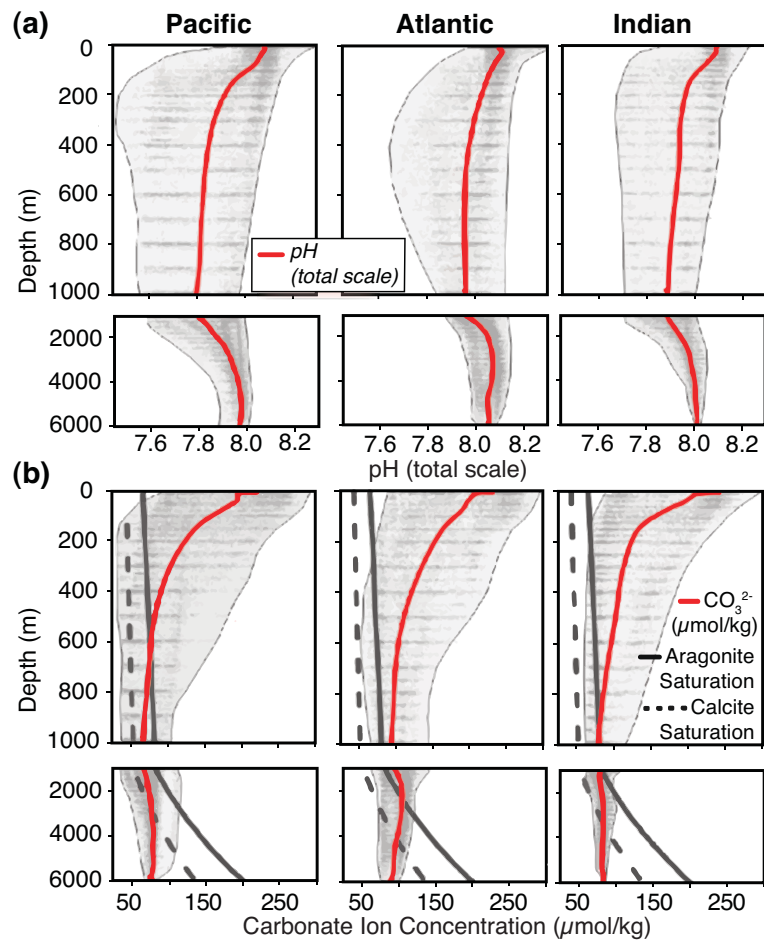 (a) Pacific Atlantic Indian
0
200
400
600
800
1000
Depth (m)
pH
(total scale)
2000
4000
6000
7.6 7.8 8.0 8.2 7.6 7.8 8.0 8.2 7.6 7.8 8.0 8.2
pH (total scale)
(b)
0
200
400
600
800
1000
Depth (m)
CO₃²⁻
(µmol/kg)
Aragonite
Saturation
Calcite
Saturation
2000
4000
6000
50 150 250 50 150 250 50 150 250
Carbonate Ion Concentration (µmol/kg)